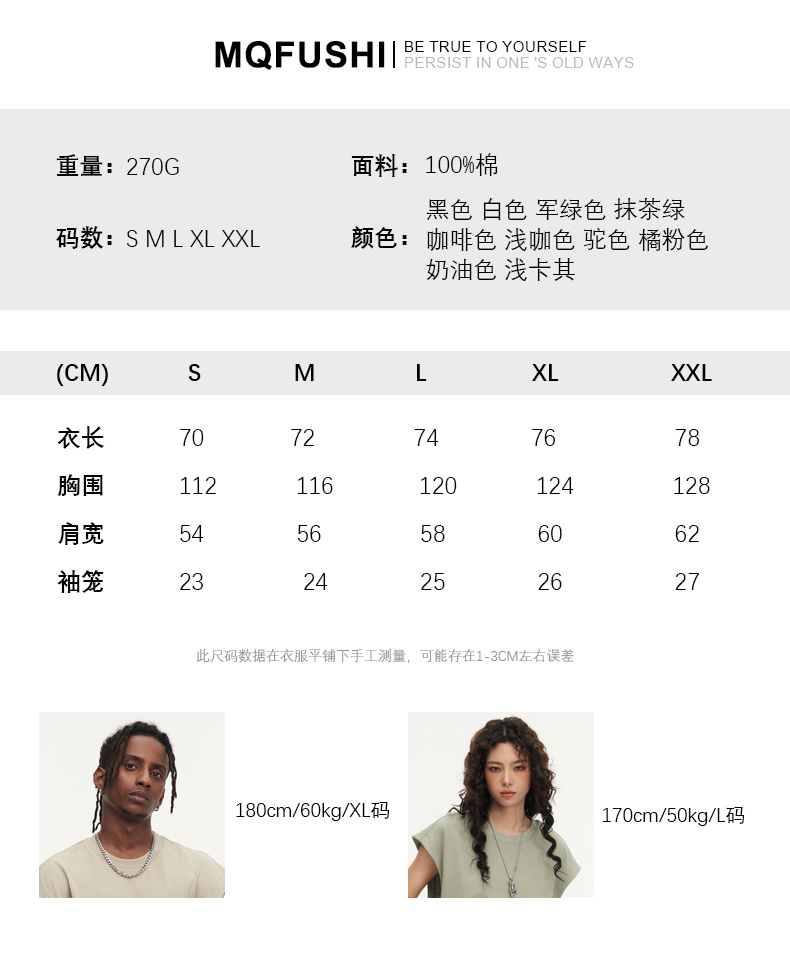 MQFUSHI
BE TRUE TO YOURSELF
PERSIST IN ONE 'S OLD WAYS
重量： 270G
面料： 100%棉
码数： S M L XL XXL
颜色： 黑色 白色 军绿色 抹茶绿
咖啡色 浅咖色 驼色 橘粉色
奶油色 浅卡其
(CM) S M L XL XXL
衣长 70 72 74 76 78
胸围 112 116 120 124 128
肩宽 54 56 58 60 62
袖笼 23 24 25 26 27
此尺码数据在衣服平铺下手工测量，可能存在1-3CM左右误差
180cm/60kg/XL码
170cm/50kg/L码